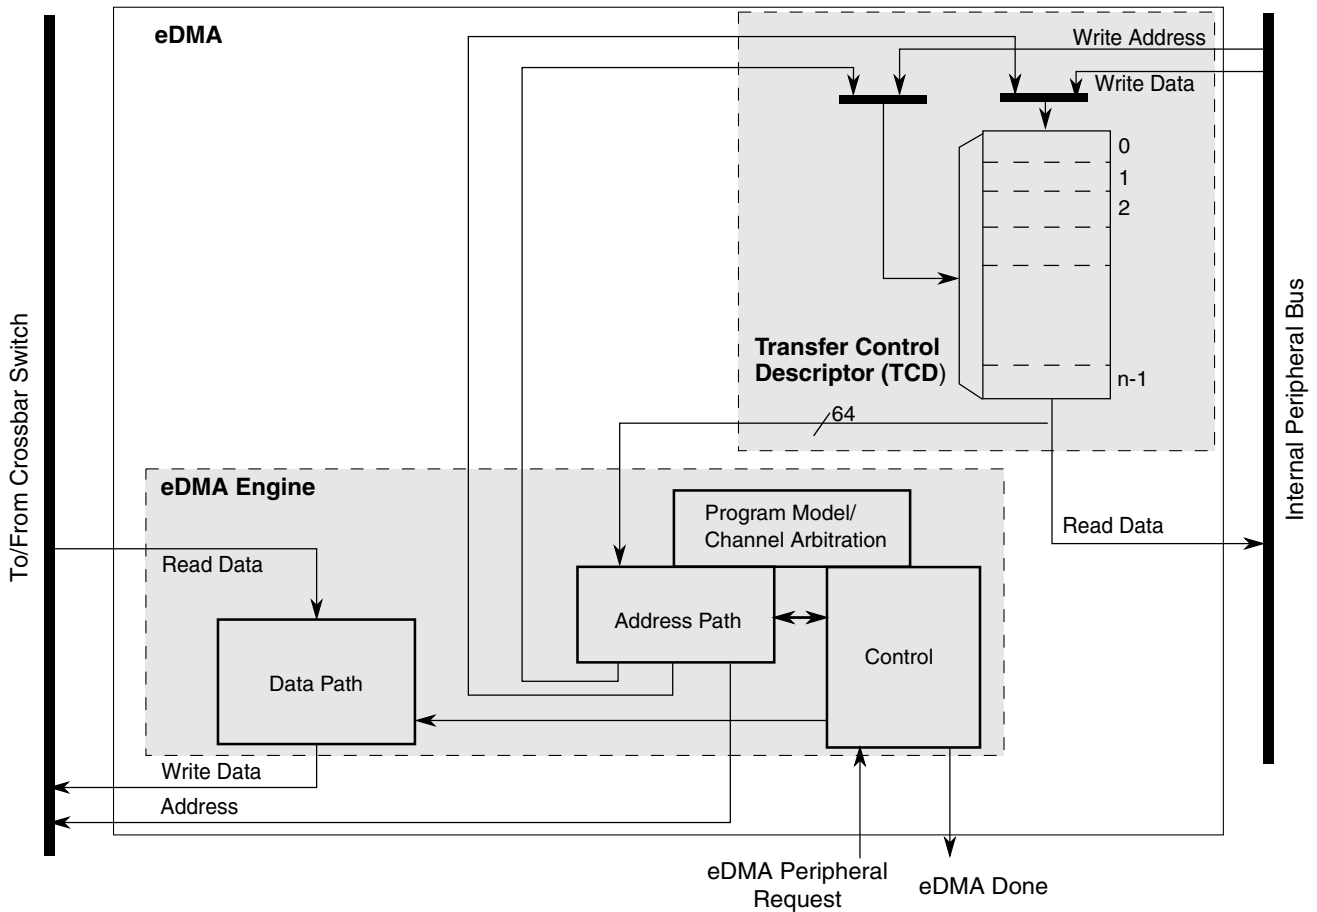 eDMA
Write Address
Write Data
0
1
2
n-1
Transfer Control
Descriptor (TCD)
64
To/From Crossbar Switch
Internal Peripheral Bus
eDMA Engine
Program Model/
Channel Arbitration
Read Data
Read Data
Address Path
Control
Data Path
Write Data
Address
eDMA Peripheral
Request
eDMA Done